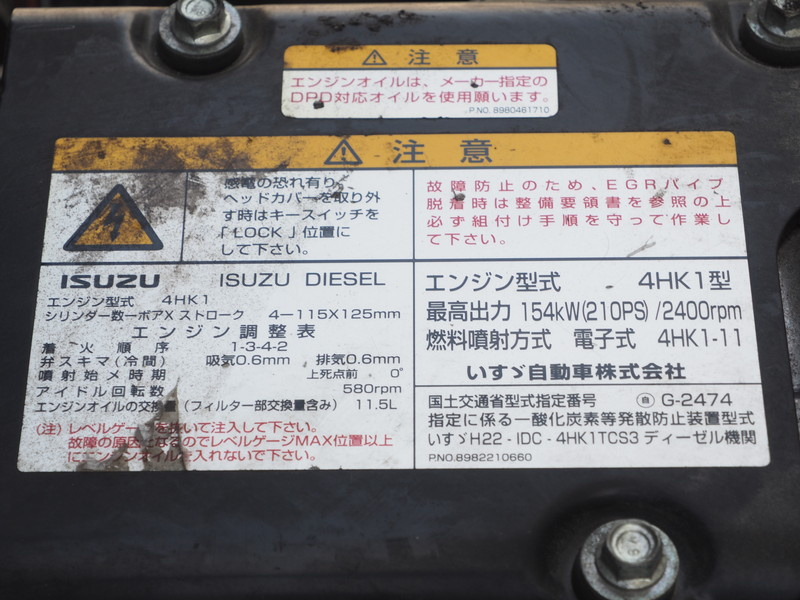 注意
エンジンオイルは、メーカー指定の
DPD対応オイルを使用願います。
P.NO. 8980461710
注意
感電の恐れ有り、
ヘッドカバーを取り外
す時はキースイッチを
「LOCK」位置に
して下さい。
故障防止のため、EGRパイプ
脱着時は整備要領書を参照の上
必ず組付け手順を守って作業し
て下さい。
ISUZU ISUZU DIESEL
エンジン型式 4HK1
シリンダー数ーボアX ストローク 4ー115X125mm
エンジン調整表
着火順序 1-3-4-2
弁スキマ(冷間) 吸気0.6mm 排気0.6mm
噴射始メ時期 上死点前 0°
アイドル回転数 580rpm
エンジンオイルの交換量 (フィルター部交換量含み) 11.5L
(注) レベルゲージを抜いて注入して下さい。
故障の原因となるのでレベルゲージMAX位置以上
にエンジンオイルを入れないで下さい。
エンジン型式 4HK1型
最高出力 154kW(210PS) /2400rpm
燃料噴射方式 電子式 4HK1-11
いすゞ自動車株式会社
国土交通省型式指定番号 自 G-2474
指定に係る一酸化炭素等発散防止装置型式
いすゞH22 - IDC - 4HK1TCS3 ディーゼル機関
P.NO.8982210660